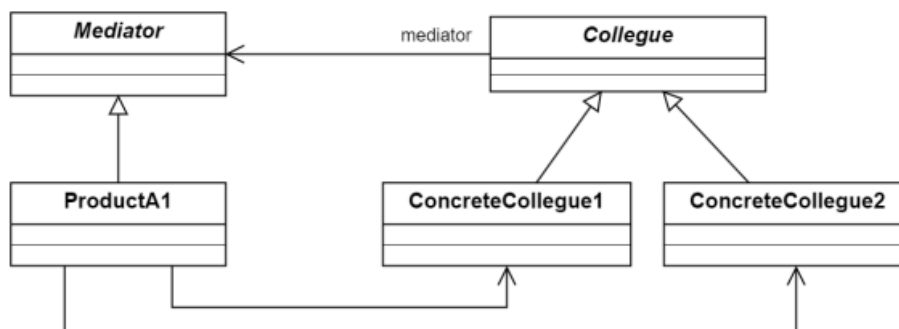 Mediator
mediator
Collegue
ProductA1
ConcreteCollegue1
ConcreteCollegue2